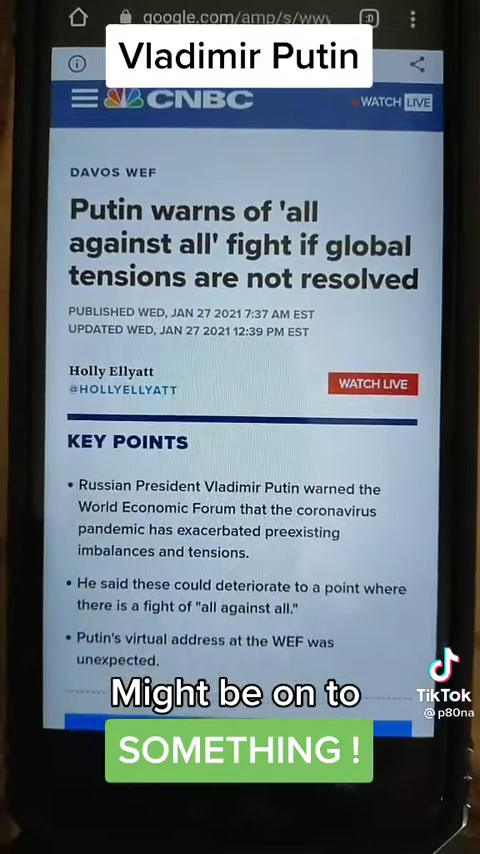 google.com/amp/s/www
:D
Vladimir Putin
CNBC
WATCH LIVE
DAVOS WEF
Putin warns of 'all
against all' fight if global
tensions are not resolved
PUBLISHED WED, JAN 27 2021 7:37 AM EST
UPDATED WED, JAN 27 2021 12:39 PM EST
Holly Ellyatt
@HOLLYELLYATT
WATCH LIVE
KEY POINTS
• Russian President Vladimir Putin warned the
World Economic Forum that the coronavirus
pandemic has exacerbated preexisting
imbalances and tensions.
• He said these could deteriorate to a point where
there is a fight of "all against all."
• Putin's virtual address at the WEF was
unexpected.
Might be on to
SOMETHING !
TikTok
@p80na